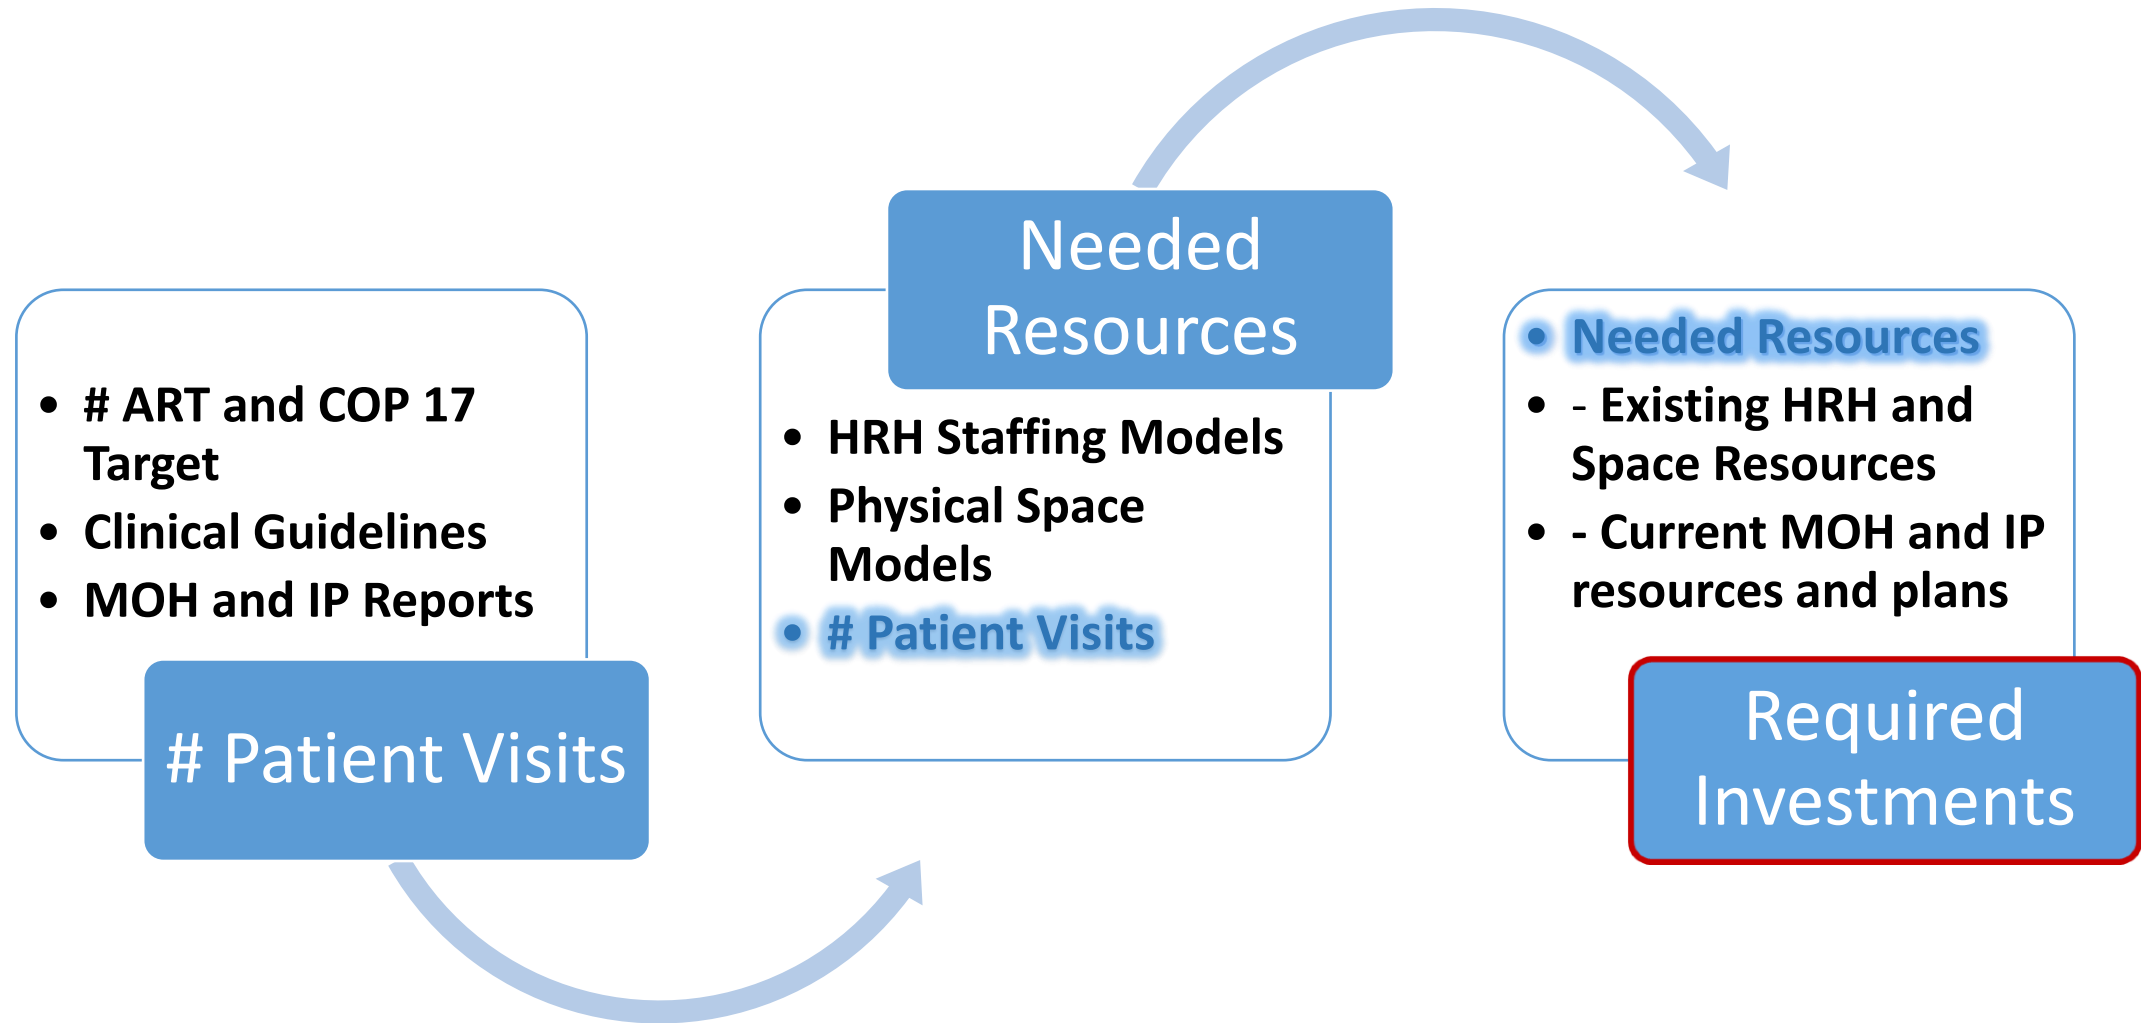 • # ART and COP 17
Target
• Clinical Guidelines
• MOH and IP Reports
# Patient Visits
Needed
Resources
• HRH Staffing Models
• Physical Space
Models
• # Patient Visits
• Needed Resources
• - Existing HRH and
Space Resources
• - Current MOH and IP
resources and plans
Required
Investments